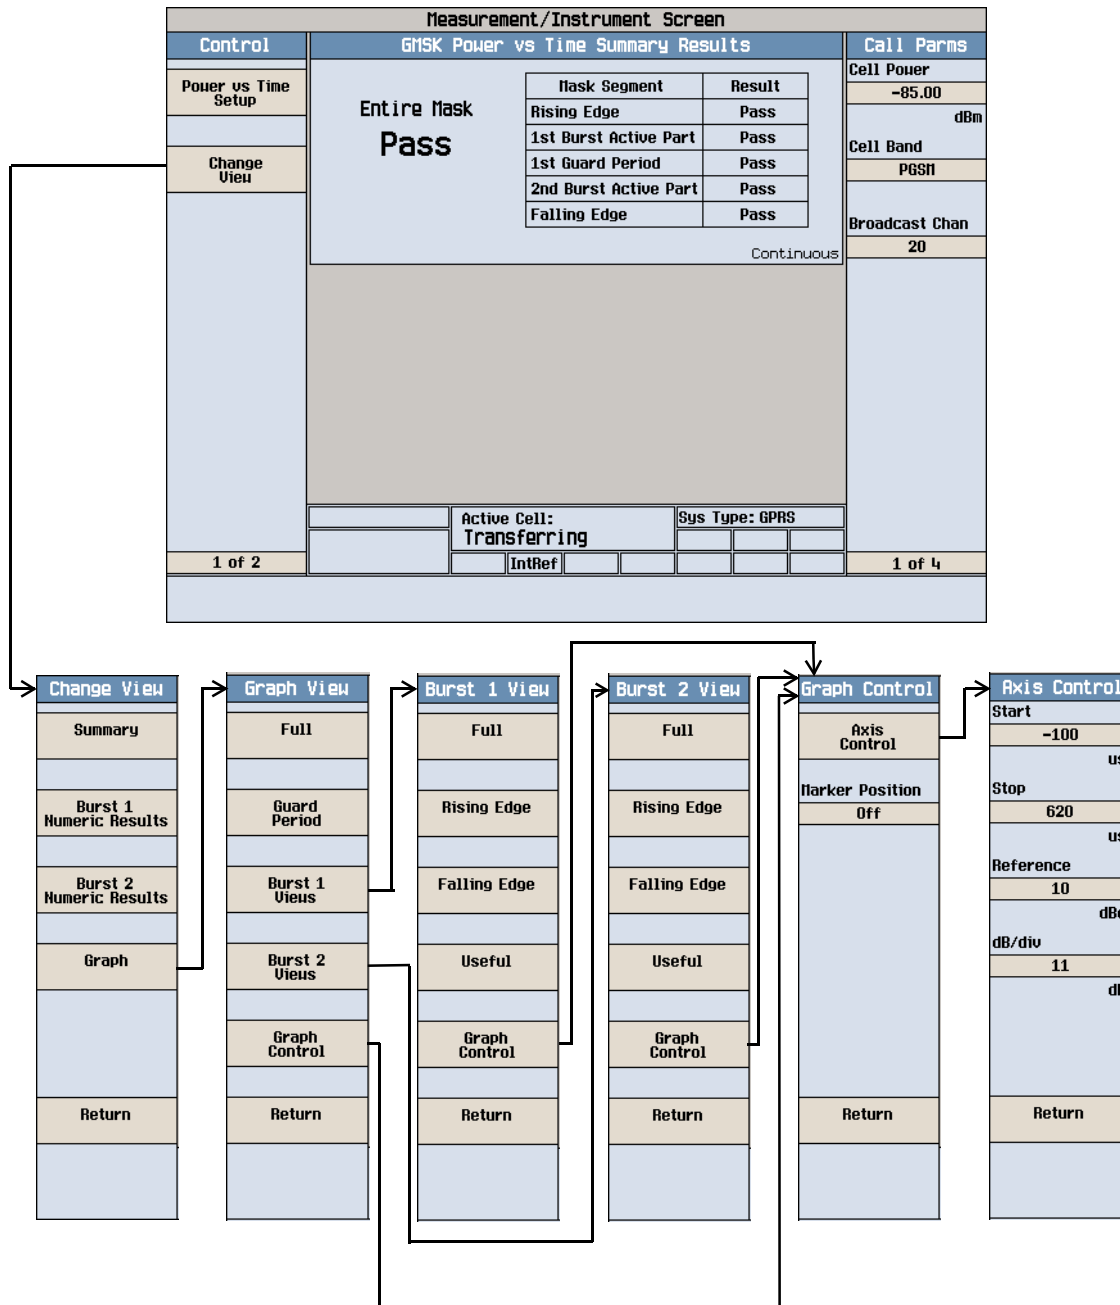 Measurement/Instrument Screen
Control
Power vs Time
Setup
Change
View
1 of 2
GMSK Power vs Time Summary Results
Entire Mask
Pass
Mask Segment Result
Rising Edge Pass
1st Burst Active Part Pass
1st Guard Period Pass
2nd Burst Active Part Pass
Falling Edge Pass
Continuous
Active Cell:
Transferring
Sys Type: GPRS
IntRef
Call Parms
Cell Power
-85.00
dBm
Cell Band
PGSM
Broadcast Chan
20
1 of 4
Change View
Summary
Burst 1
Numeric Results
Burst 2
Numeric Results
Graph
Return
Graph View
Full
Guard
Period
Burst 1
Views
Burst 2
Views
Graph
Control
Return
Burst 1 View
Full
Rising Edge
Falling Edge
Useful
Graph
Control
Return
Burst 2 View
Full
Rising Edge
Falling Edge
Useful
Graph
Control
Return
Graph Control
Axis
Control
Marker Position
Off
Return
Axis Control
Start
-100
us
Stop
620
us
Reference
10
dB/div
11
Return